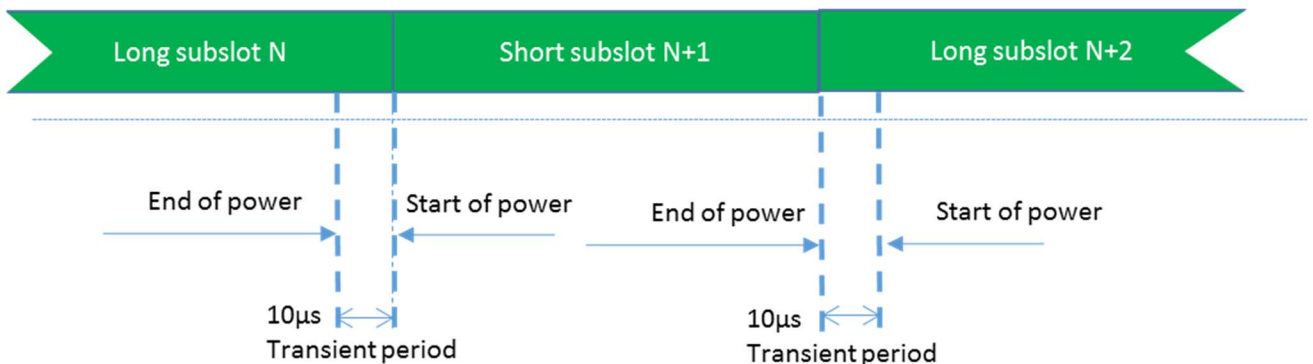 Long subslot N
Short subslot N+1
Long subslot N+2
End of power
Start of power
End of power
Start of power
10µs
Transient period
10µs
Transient period